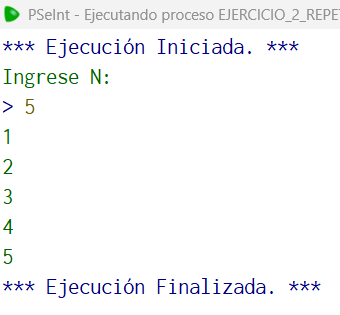 PSeInt - Ejecutando proceso EJERCICIO_2_REPE
*** Ejecución Iniciada. ***
Ingrese N:
> 5
1
2
3
4
5
*** Ejecución Finalizada. ***